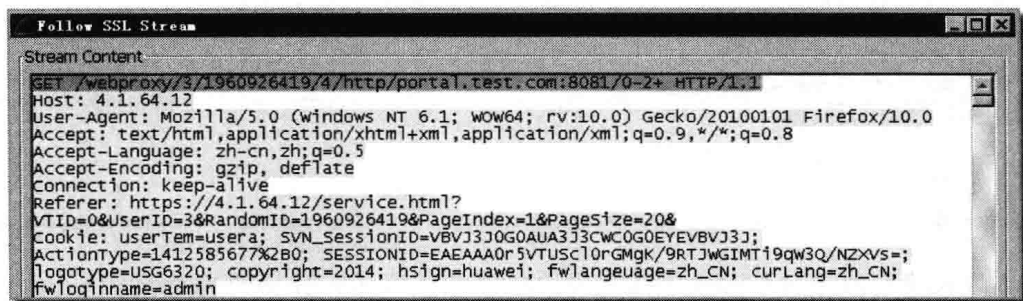 Follow SSL Stream
Stream Content
GET /webproxy/3/1960926419/4/http/portal.test.com:8081/0-2+ HTTP/1.1
Host: 4.1.64.12
User-Agent: Mozilla/5.0 (Windows NT 6.1; WOW64; rv:10.0) Gecko/20100101 Firefox/10.0
Accept: text/html,application/xhtml+xml,application/xml;q=0.9,*/*;q=0.8
Accept-Language: zh-cn,zh;q=0.5
Accept-Encoding: gzip, deflate
Connection: keep-alive
Referer: https://4.1.64.12/service.html?
VTID=0&UserID=3&RandomID=1960926419&PageIndex=1&PageSize=20&
Cookie: userTem=usera; SVN_SessionID=VBVJ3J0G0AUA3J3CWC0G0EYEVBVJ3J;
ActionType=1412585677%2B0; SESSIONID=EAEAAA0r5VTUScl0rGMgK/9RTJWGIMTi9qw3Q/NZXVs=;
logotype=USG6320; copyright=2014; hSign=huawei; fwlangeuage=zh_CN; curLang=zh_CN;
fwloginname=admin